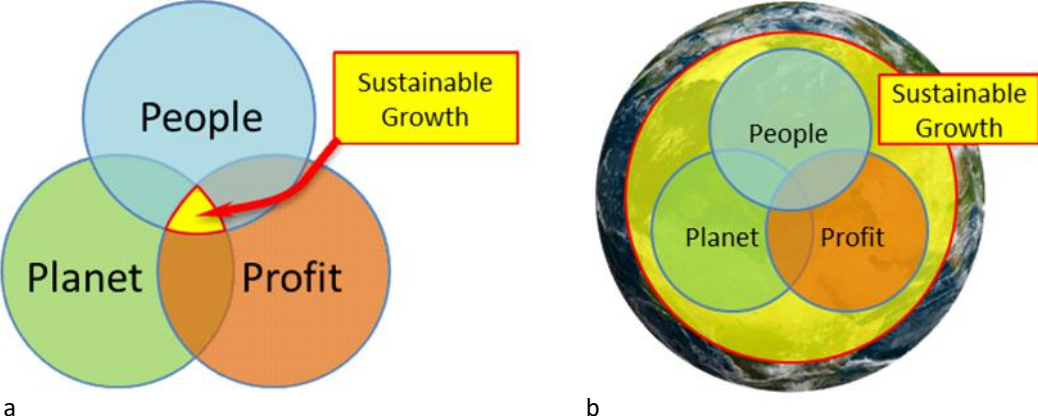 People
Sustainable
Growth
Planet
Profit
a
People
Sustainable
Growth
Planet
Profit
b